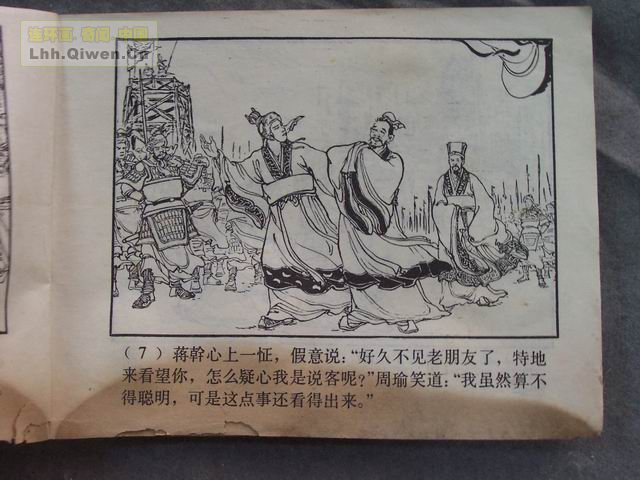 连环画.奇闻.中国
Lhh.Qiwen.Cn
(7) 蒋幹心上一怔，假意说：“好久不见老朋友了，特地
来看望你，怎么疑心我是说客呢？”周瑜笑道：“我虽然算不
得聪明，可是这点事还看得出来。”